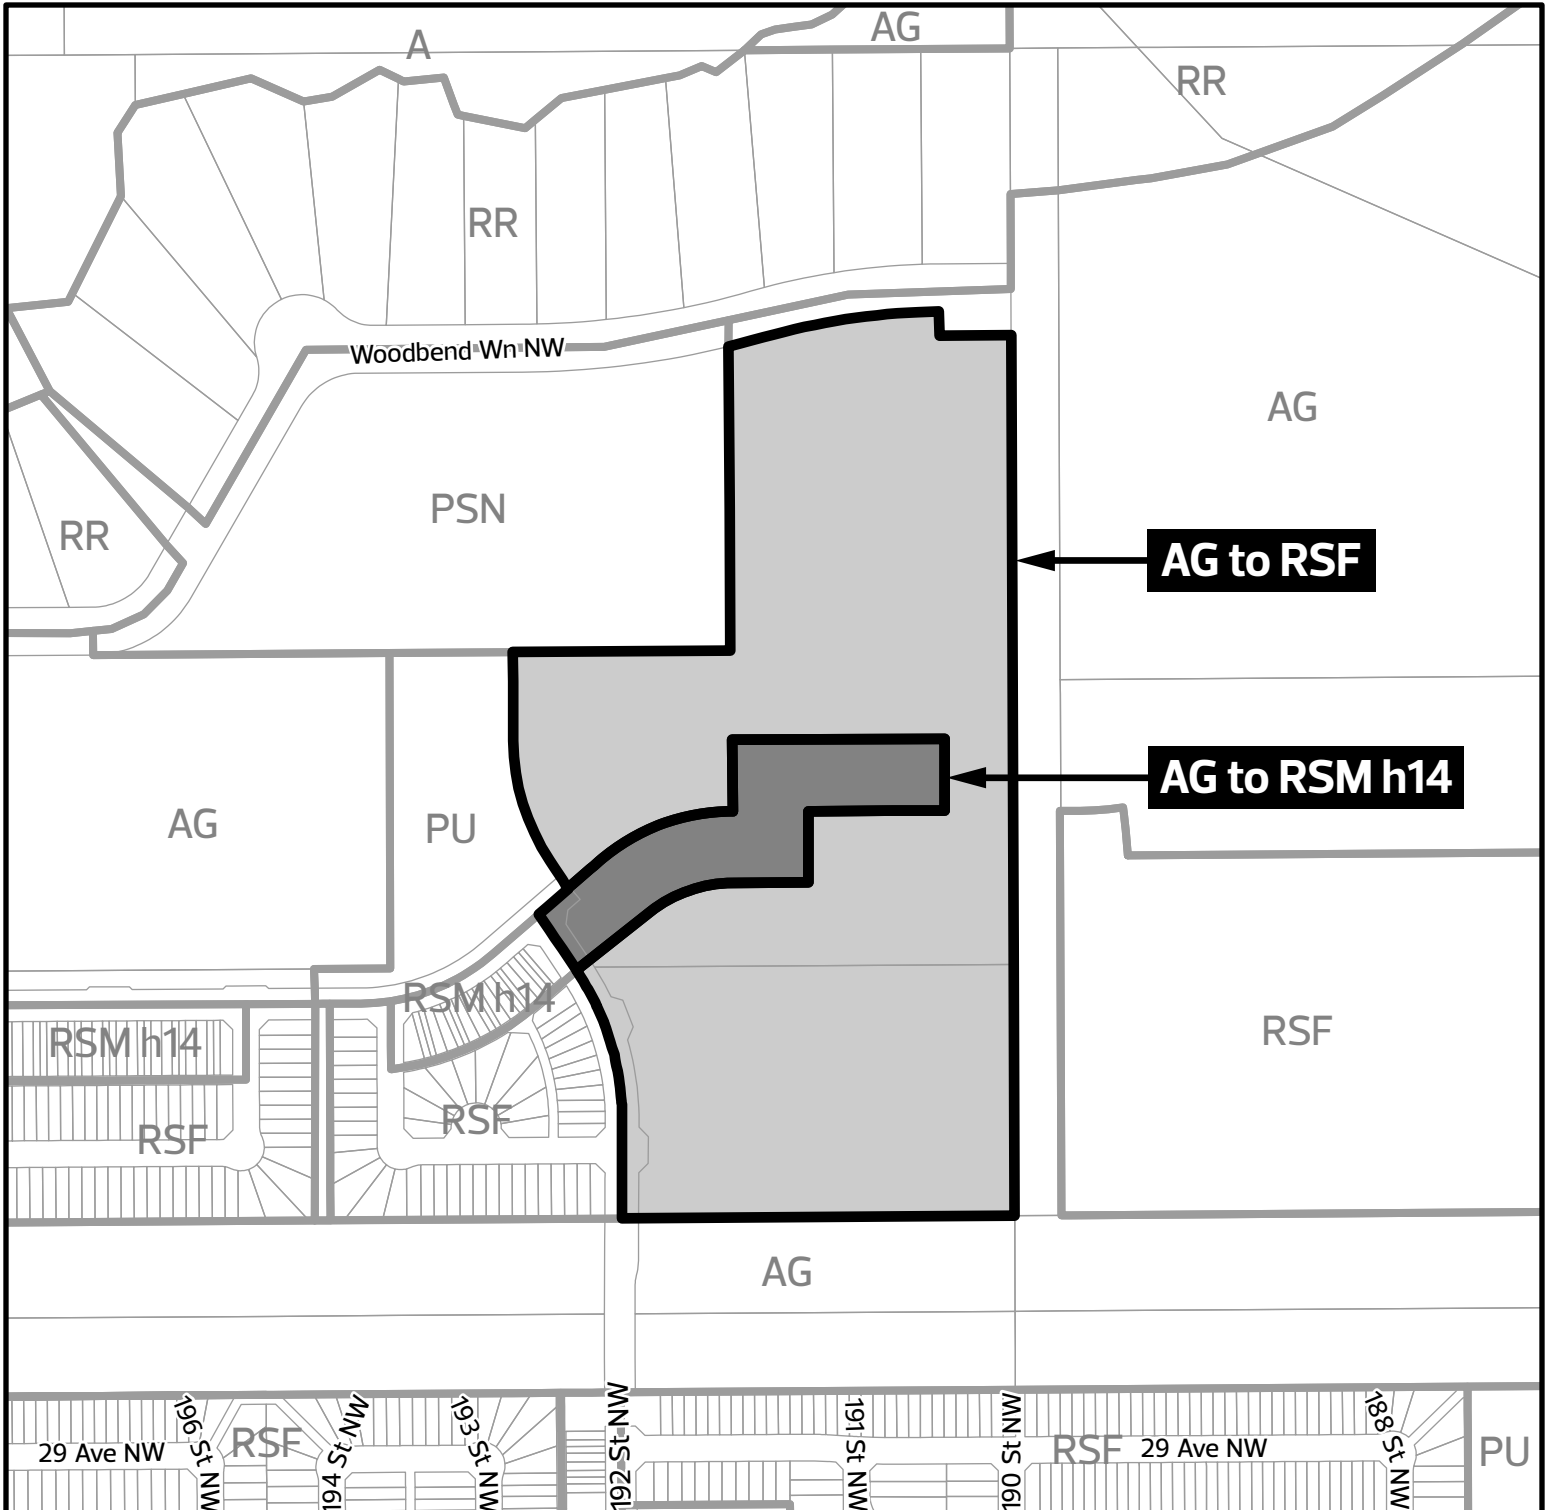 A
AG
RR
RR
Woodbend Wn NW
AG
PSN
RR
AG to RSF
AG to RSM h14
AG
PU
RSM h14
RSM h14
RSF
RSF
RSF
AG
196 St NW
194 St NW
193 St NW
192 St NW
191 St NW
190 St NW
188 St NW
29 Ave NW
RSF
RSF
29 Ave NW
PU